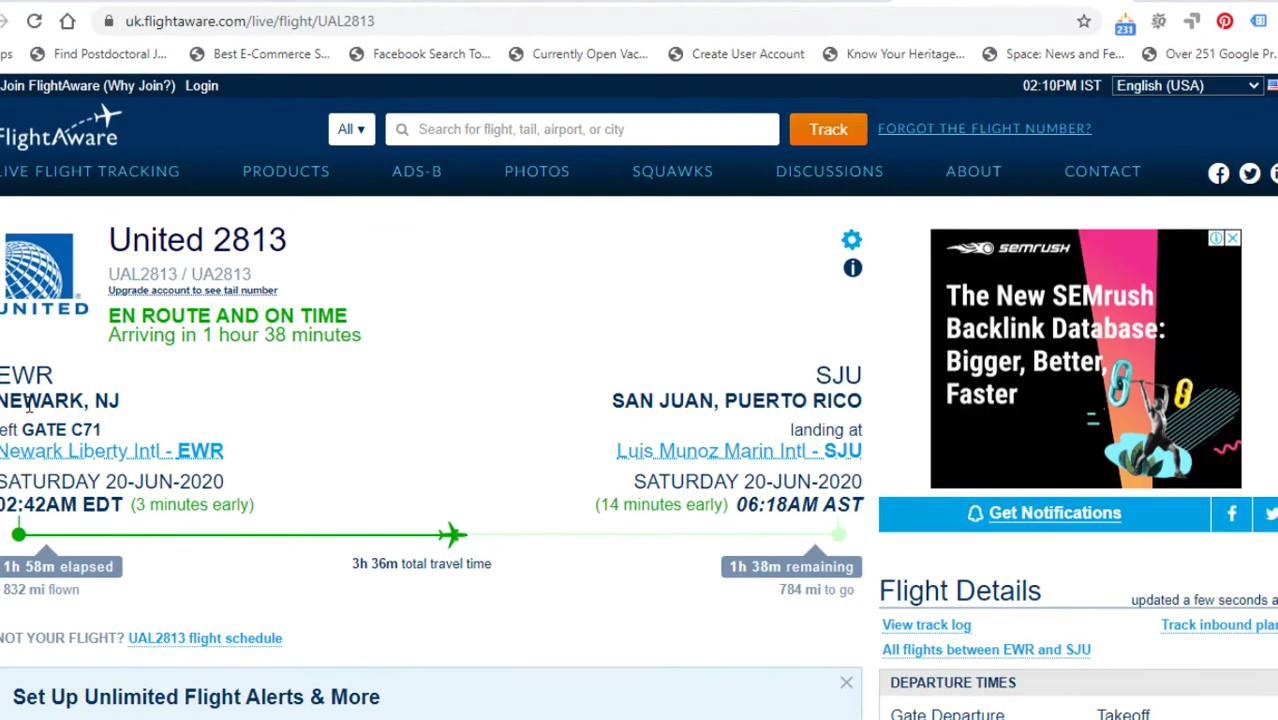 uk.flightaware.com/live/flight/UAL2813
231
ps Find Postdoctoral J... Best E-Commerce S... Facebook Search To... Currently Open Vac... Create User Account Know Your Heritage... Space: News and Fe... Over 251 Google Pr...
Join FlightAware (Why Join?) Login 02:10PM IST English (USA)
FlightAware
All ▾ Search for flight, tail, airport, or city Track FORGOT THE FLIGHT NUMBER?
LIVE FLIGHT TRACKING PRODUCTS ADS-B PHOTOS SQUAWKS DISCUSSIONS ABOUT CONTACT
UNITED
United 2813
UAL2813 / UA2813
Upgrade account to see tail number
EN ROUTE AND ON TIME
Arriving in 1 hour 38 minutes
EWR
NEWARK, NJ
left GATE C71
Newark Liberty Intl - EWR
SATURDAY 20-JUN-2020
02:42AM EDT (3 minutes early)
SJU
SAN JUAN, PUERTO RICO
landing at
Luis Munoz Marin Intl - SJU
SATURDAY 20-JUN-2020
(14 minutes early) 06:18AM AST
1h 58m elapsed
832 mi flown
3h 36m total travel time
1h 38m remaining
784 mi to go
NOT YOUR FLIGHT? UAL2813 flight schedule
Set Up Unlimited Flight Alerts & More
semrush
The New SEMrush
Backlink Database:
Bigger, Better,
Faster
Get Notifications
Flight Details
updated a few seconds a
View track log
Track inbound plan
All flights between EWR and SJU
DEPARTURE TIMES
Gate Departure Takeoff